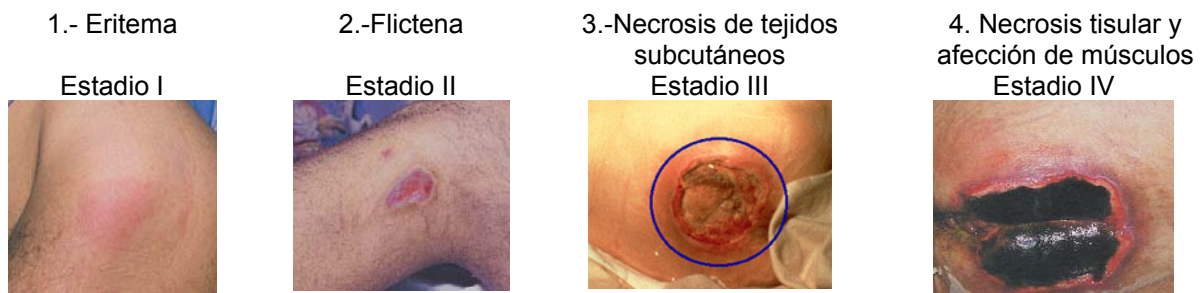 1.- Eritema
Estadio I
2.-Flictena
Estadio II
3.-Necrosis de tejidos
subcutáneos
Estadio III
4. Necrosis tisular y
afección de músculos
Estadio IV